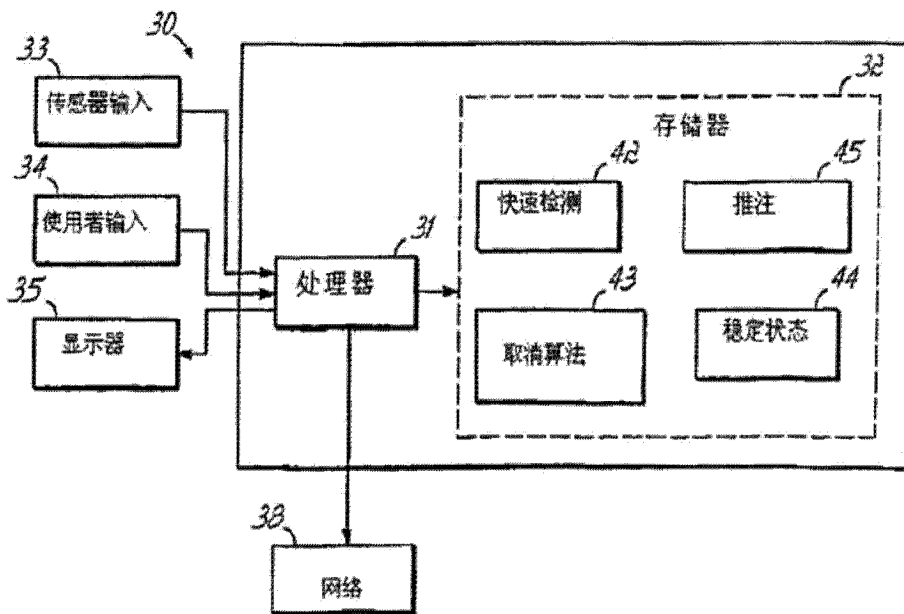 30
33
传感器输入
34
使用者输入
35
显示器
31
处理器
32
存储器
42
快速检测
45
推注
43
取消算法
44
稳定状态
38
网络